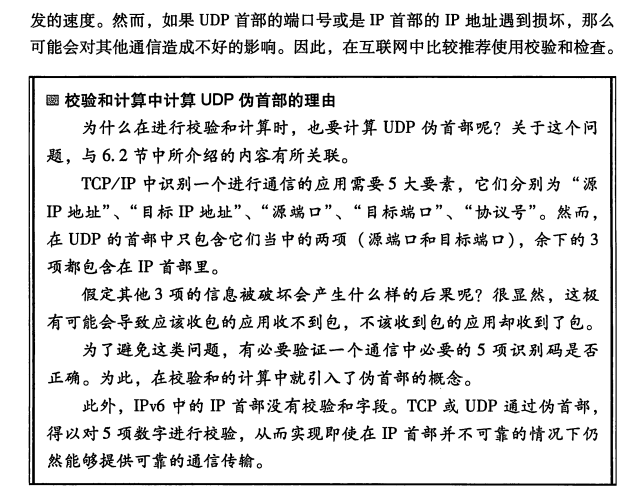 发的速度。然而，如果 UDP 首部的端口号或是 IP 首部的 IP 地址遇到损坏，那么
可能会对其他通信造成不好的影响。因此，在互联网中比较推荐使用校验和检查。
校验和计算中计算 UDP 伪首部的理由
为什么在进行校验和计算时，也要计算 UDP 伪首部呢？关于这个问
题，与 6.2 节中所介绍的内容有所关联。
TCP/IP 中识别一个进行通信的应用需要 5 大要素，它们分别为“源
IP 地址”、“目标 IP 地址”、“源端口”、“目标端口”、“协议号”。然而，
在 UDP 的首部中只包含它们当中的两项（源端口和目标端口），余下的 3
项都包含在 IP 首部里。
假定其他 3 项的信息被破坏会产生什么样的后果呢？很显然，这极
有可能会导致应该收包的应用收不到包，不该收到包的应用却收到了包。
为了避免这类问题，有必要验证一个通信中必要的 5 项识别码是否
正确。为此，在校验和的计算中就引入了伪首部的概念。
此外，IPv6 中的 IP 首部没有校验和字段。TCP 或 UDP 通过伪首部，
得以对 5 项数字进行校验，从而实现即使在 IP 首部并不可靠的情况下仍
然能够提供可靠的通信传输。